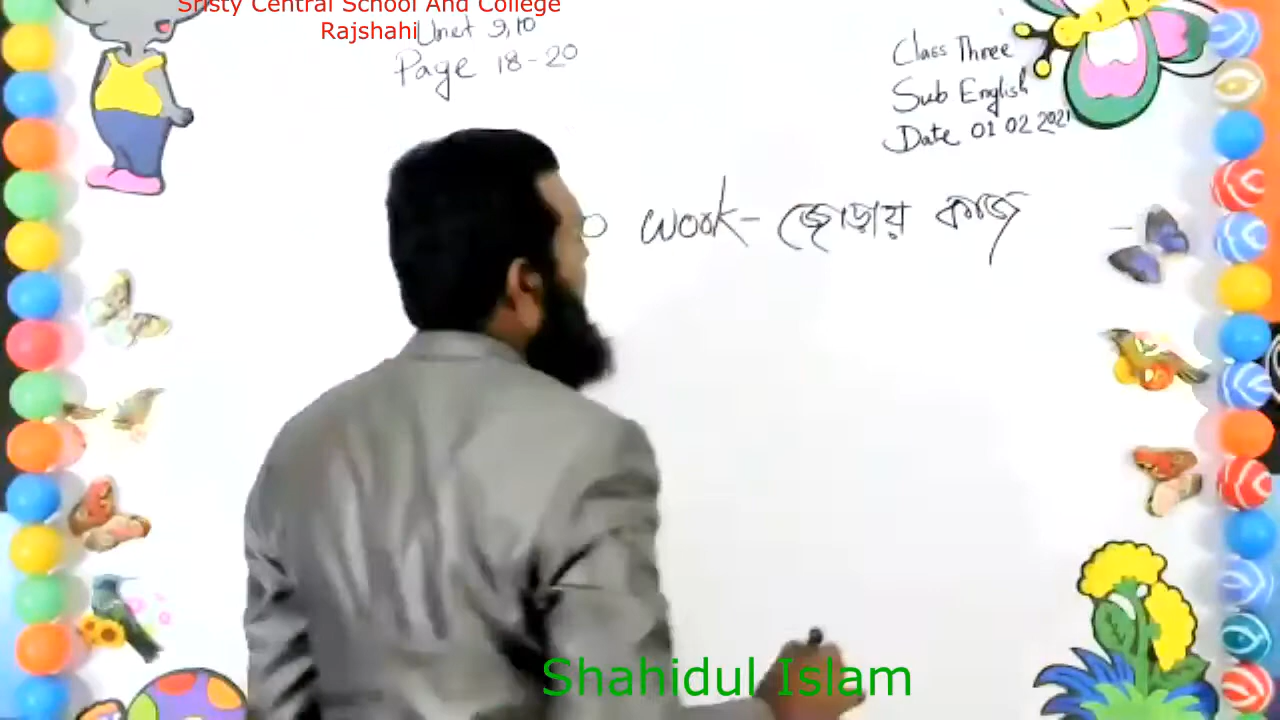 Sristy Central School And College
Rajshahi
Unit 9,10
Page 18-20
Class Three
Sub English
Date 01 02 2021
work- জোড়ায় কাজ
Shahidul Islam